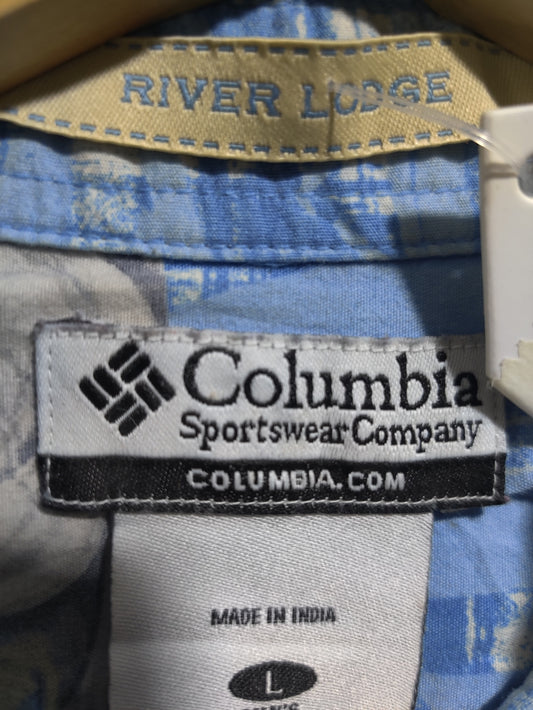 RIVER LODGE
Columbia
Sportswear Company
COLUMBIA.COM
MADE IN INDIA
L